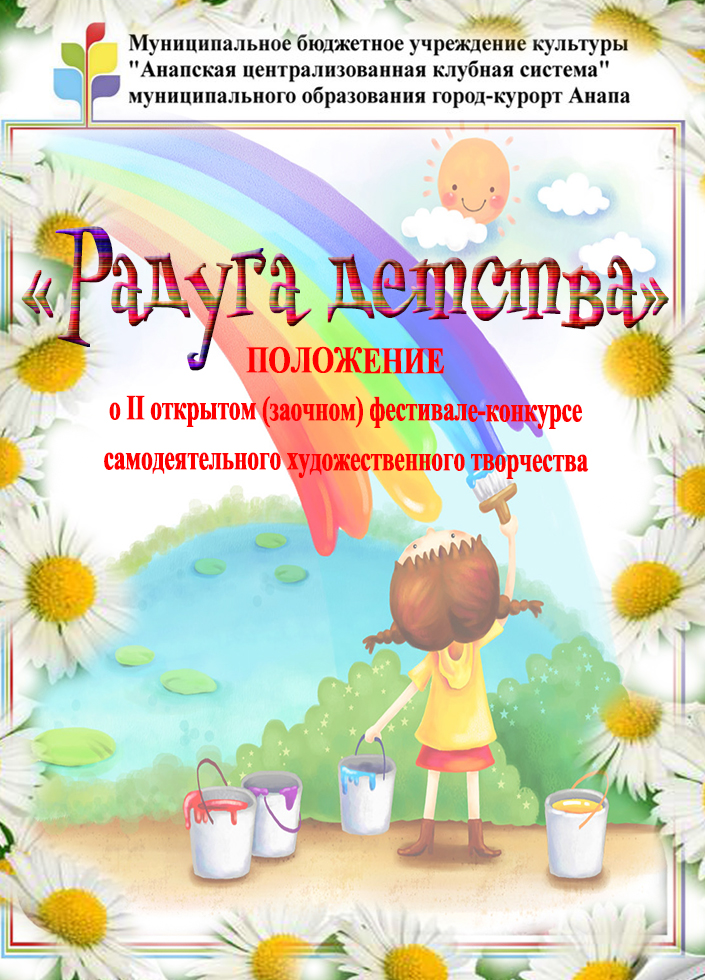 Муниципальное бюджетное учреждение культуры
"Анапская централизованная клубная система"
муниципального образования город-курорт Анапа
«Радуга детства»
ПОЛОЖЕНИЕ
о II открытом (заочном) фестивале-конкурсе
самодеятельного художественного творчества